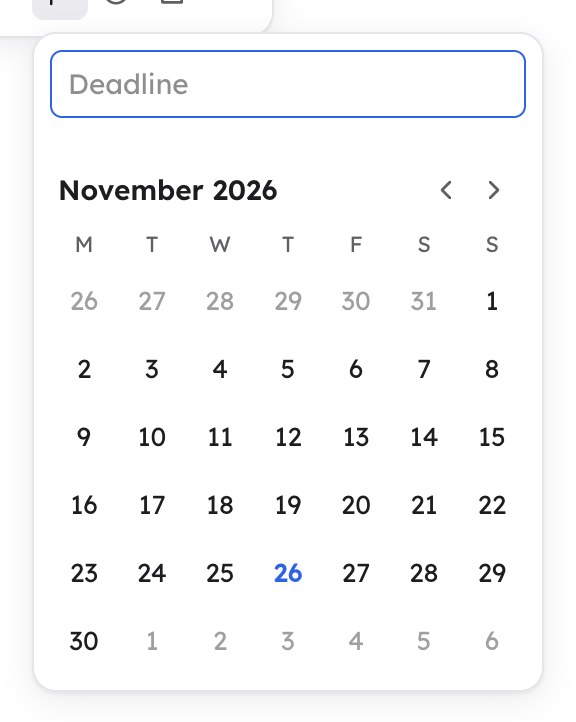 Deadline
November 2026
M T W T F S S
26 27 28 29 30 31 1
2 3 4 5 6 7 8
9 10 11 12 13 14 15
16 17 18 19 20 21 22
23 24 25 26 27 28 29
30 1 2 3 4 5 6